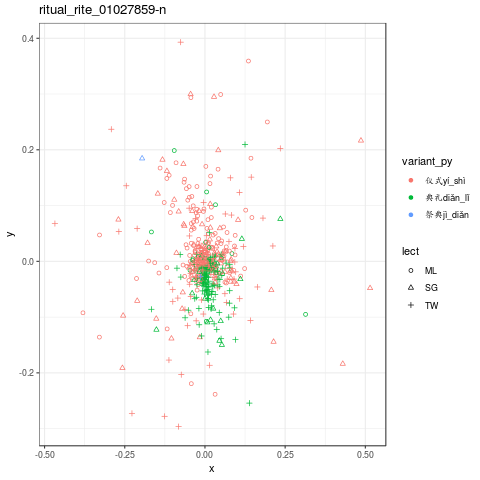 ritual_rite_01027859-n
0.4
0.2
0.0
-0.2
y
-0.50
-0.25
0.00
0.25
0.50
x
variant_py
仪式yí_shì
典礼diǎn_lǐ
祭典jì_diǎn
lect
ML
SG
TW